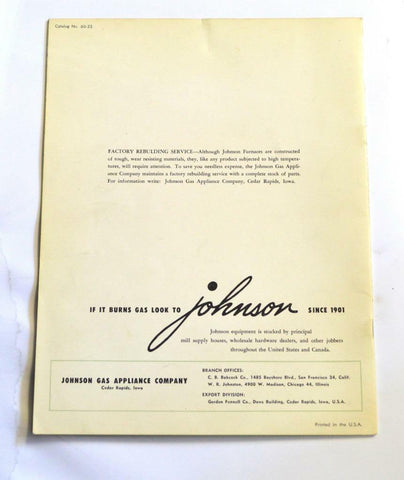 Catalog No. 60-ZZ
FACTORY REBUILDING SERVICE—Although Johnson Furnaces are constructed
of tough, wear resisting materials, they, like any product subjected to high tempera-
tures, will require attention. To save you needless expense, the Johnson Gas Appli-
ance Company maintains a factory rebuilding service with a complete stock of parts.
For information write: Johnson Gas Appliance Company, Cedar Rapids, Iowa.
IF IT BURNS GAS LOOK TO johnson SINCE 1901
Johnson equipment is stocked by principal
mill supply houses, wholesale hardware dealers, and other jobbers
throughout the United States and Canada.
JOHNSON GAS APPLIANCE COMPANY
Cedar Rapids, Iowa
BRANCH OFFICES:
C. B. Babcock Co., 1485 Bayshore Blvd., San Francisco 24, Calif.
W. R. Johnston, 4900 W. Madison, Chicago 44, Illinois
EXPORT DIVISION:
Gordon Fennell Co., Dows Building, Cedar Rapids, Iowa, U.S.A.
Printed in the U.S.A.